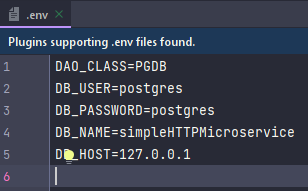 .env
Plugins supporting .env files found.
1 DAO_CLASS=PGDB
2 DB_USER=postgres
3 DB_PASSWORD=postgres
4 DB_NAME=simpleHTTPMicroservice
5 DB_HOST=127.0.0.1
6